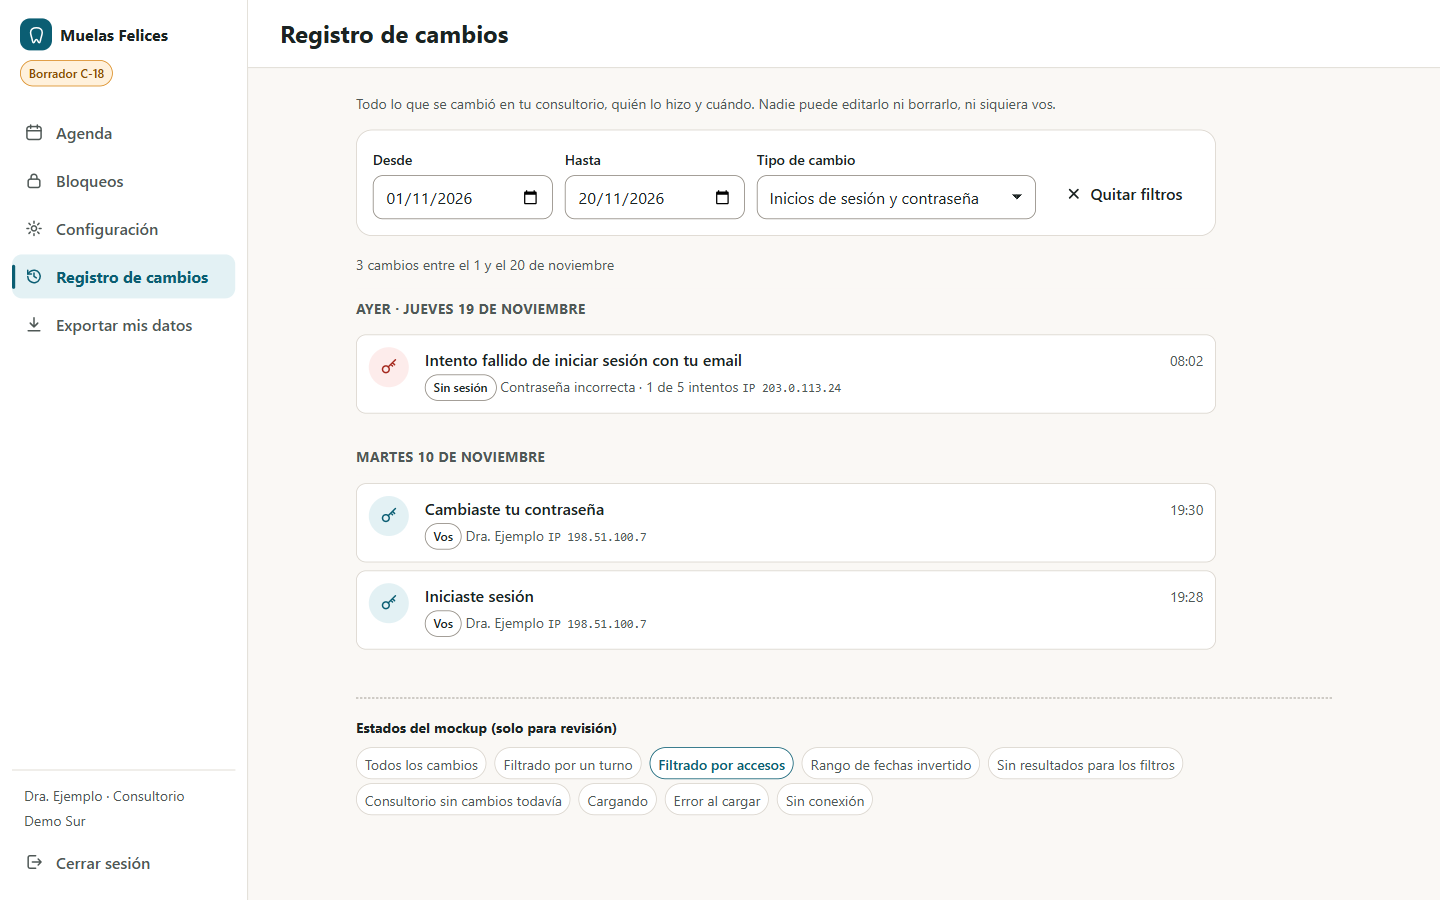 Muelas Felices
Borrador C-18
Agenda
Bloqueos
Configuración
Registro de cambios
Exportar mis datos
Dra. Ejemplo · Consultorio
Demo Sur
Cerrar sesión
Registro de cambios
Todo lo que se cambió en tu consultorio, quién lo hizo y cuándo. Nadie puede editarlo ni borrarlo, ni siquiera vos.
Desde
Hasta
Tipo de cambio
01/11/2026
20/11/2026
Inicios de sesión y contraseña
Quitar filtros
3 cambios entre el 1 y el 20 de noviembre
AYER · JUEVES 19 DE NOVIEMBRE
Intento fallido de iniciar sesión con tu email 08:02
Sin sesión Contraseña incorrecta · 1 de 5 intentos IP 203.0.113.24
MARTES 10 DE NOVIEMBRE
Cambiaste tu contraseña 19:30
Vos Dra. Ejemplo IP 198.51.100.7
Iniciaste sesión 19:28
Vos Dra. Ejemplo IP 198.51.100.7
Estados del mockup (solo para revisión)
Todos los cambios Filtrado por un turno Filtrado por accesos Rango de fechas invertido Sin resultados para los filtros
Consultorio sin cambios todavía Cargando Error al cargar Sin conexión